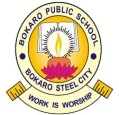 BOKARO PUBLIC SCHOOL
BOKARO STEEL CITY
WORK IS WORSHIP